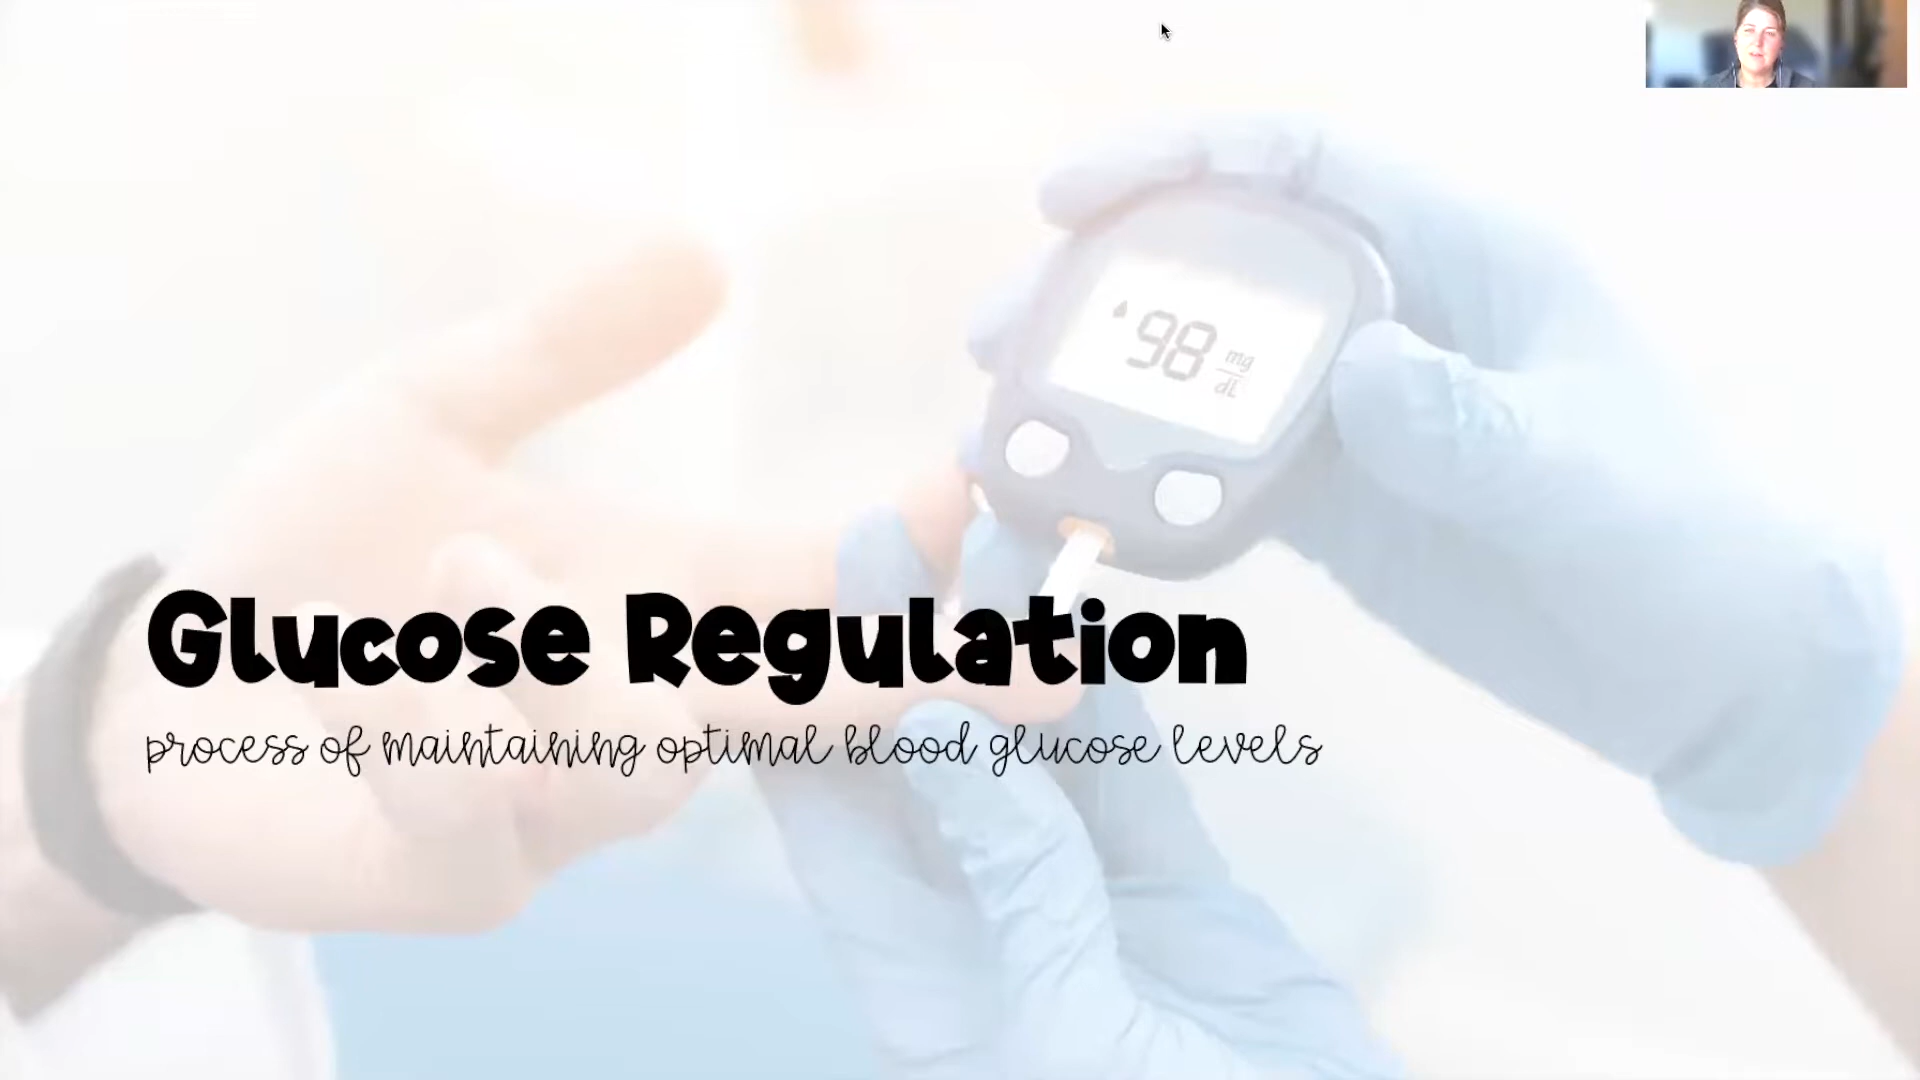 98 mg
dL
Glucose Regulation
process of maintaining optimal blood glucose levels